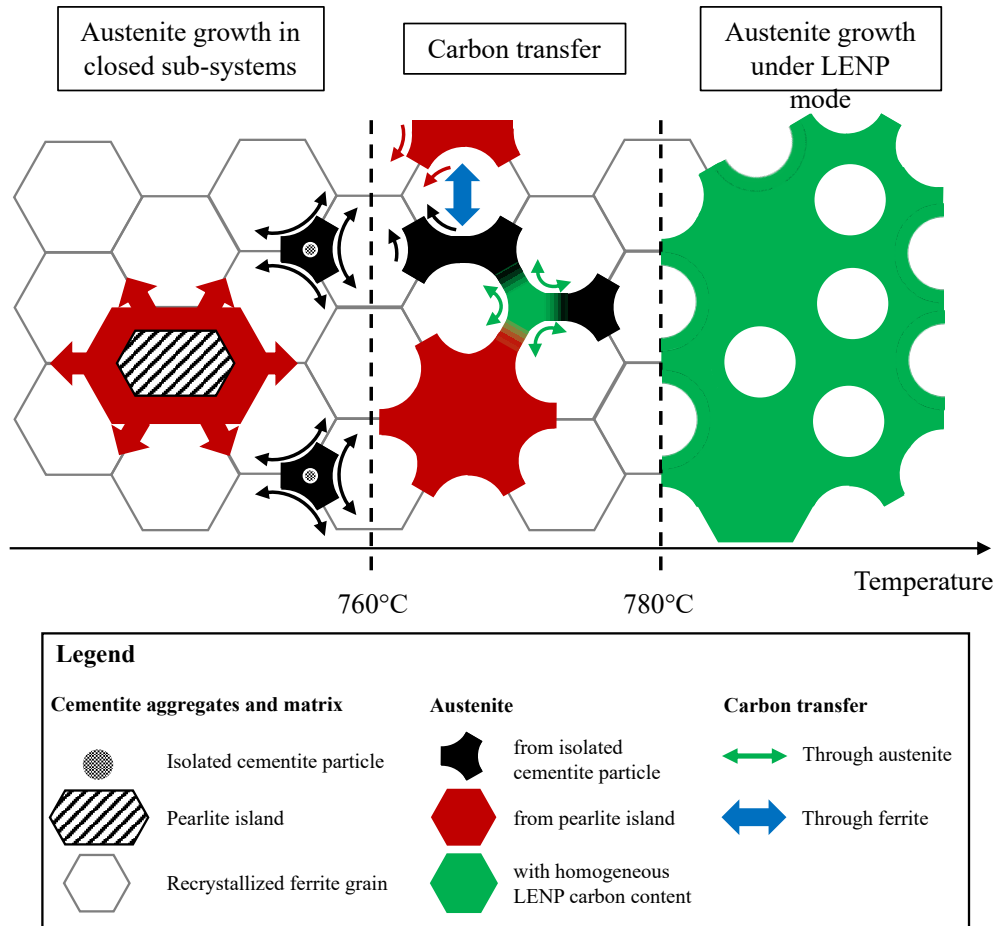 Austenite growth in
closed sub-systems
Carbon transfer
Austenite growth
under LENP
mode
760°C
780°C
Temperature
Legend
Cementite aggregates and matrix
Isolated cementite particle
Pearlite island
Recrystallized ferrite grain
Austenite
from isolated
cementite particle
from pearlite island
with homogeneous
LENP carbon content
Carbon transfer
Through austenite
Through ferrite